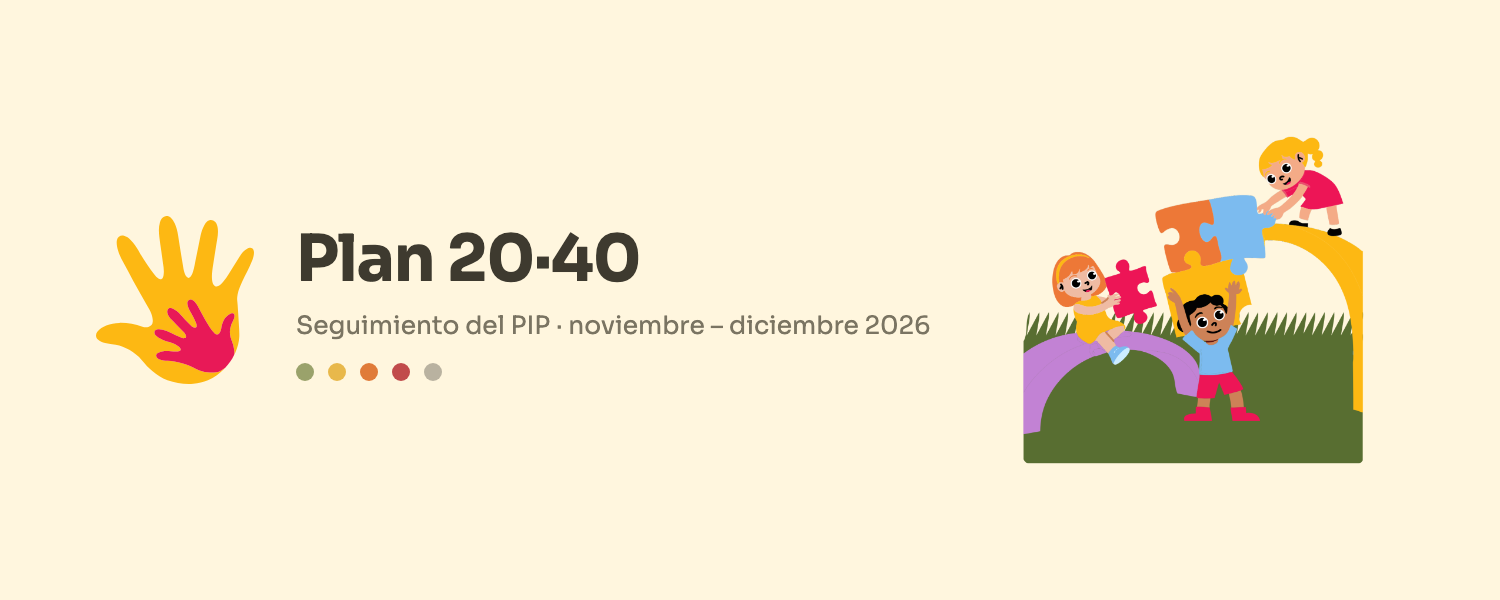 Plan 20·40
Seguimiento del PIP · noviembre – diciembre 2026